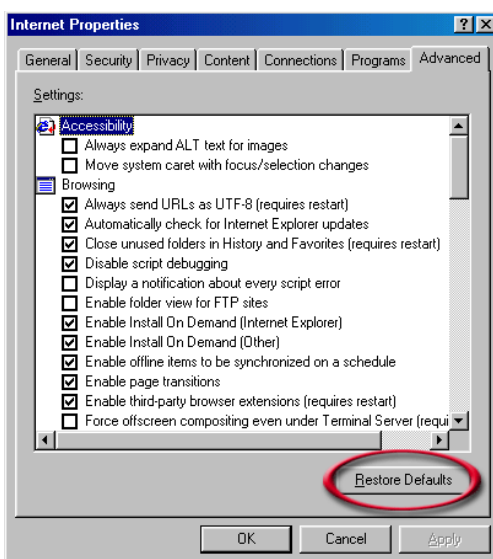 Internet Properties
General Security Privacy Content Connections Programs Advanced
Settings:
Accessibility
Always expand ALT text for images
Move system caret with focus/selection changes
Browsing
Always send URLs as UTF-8 (requires restart)
Automatically check for Internet Explorer updates
Close unused folders in History and Favorites (requires restart)
Disable script debugging
Display a notification about every script error
Enable folder view for FTP sites
Enable Install On Demand (Internet Explorer)
Enable Install On Demand (Other)
Enable offline items to be synchronized on a schedule
Enable page transitions
Enable third-party browser extensions (requires restart)
Force offscreen compositing even under Terminal Server (requi
Restore Defaults
OK Cancel Apply